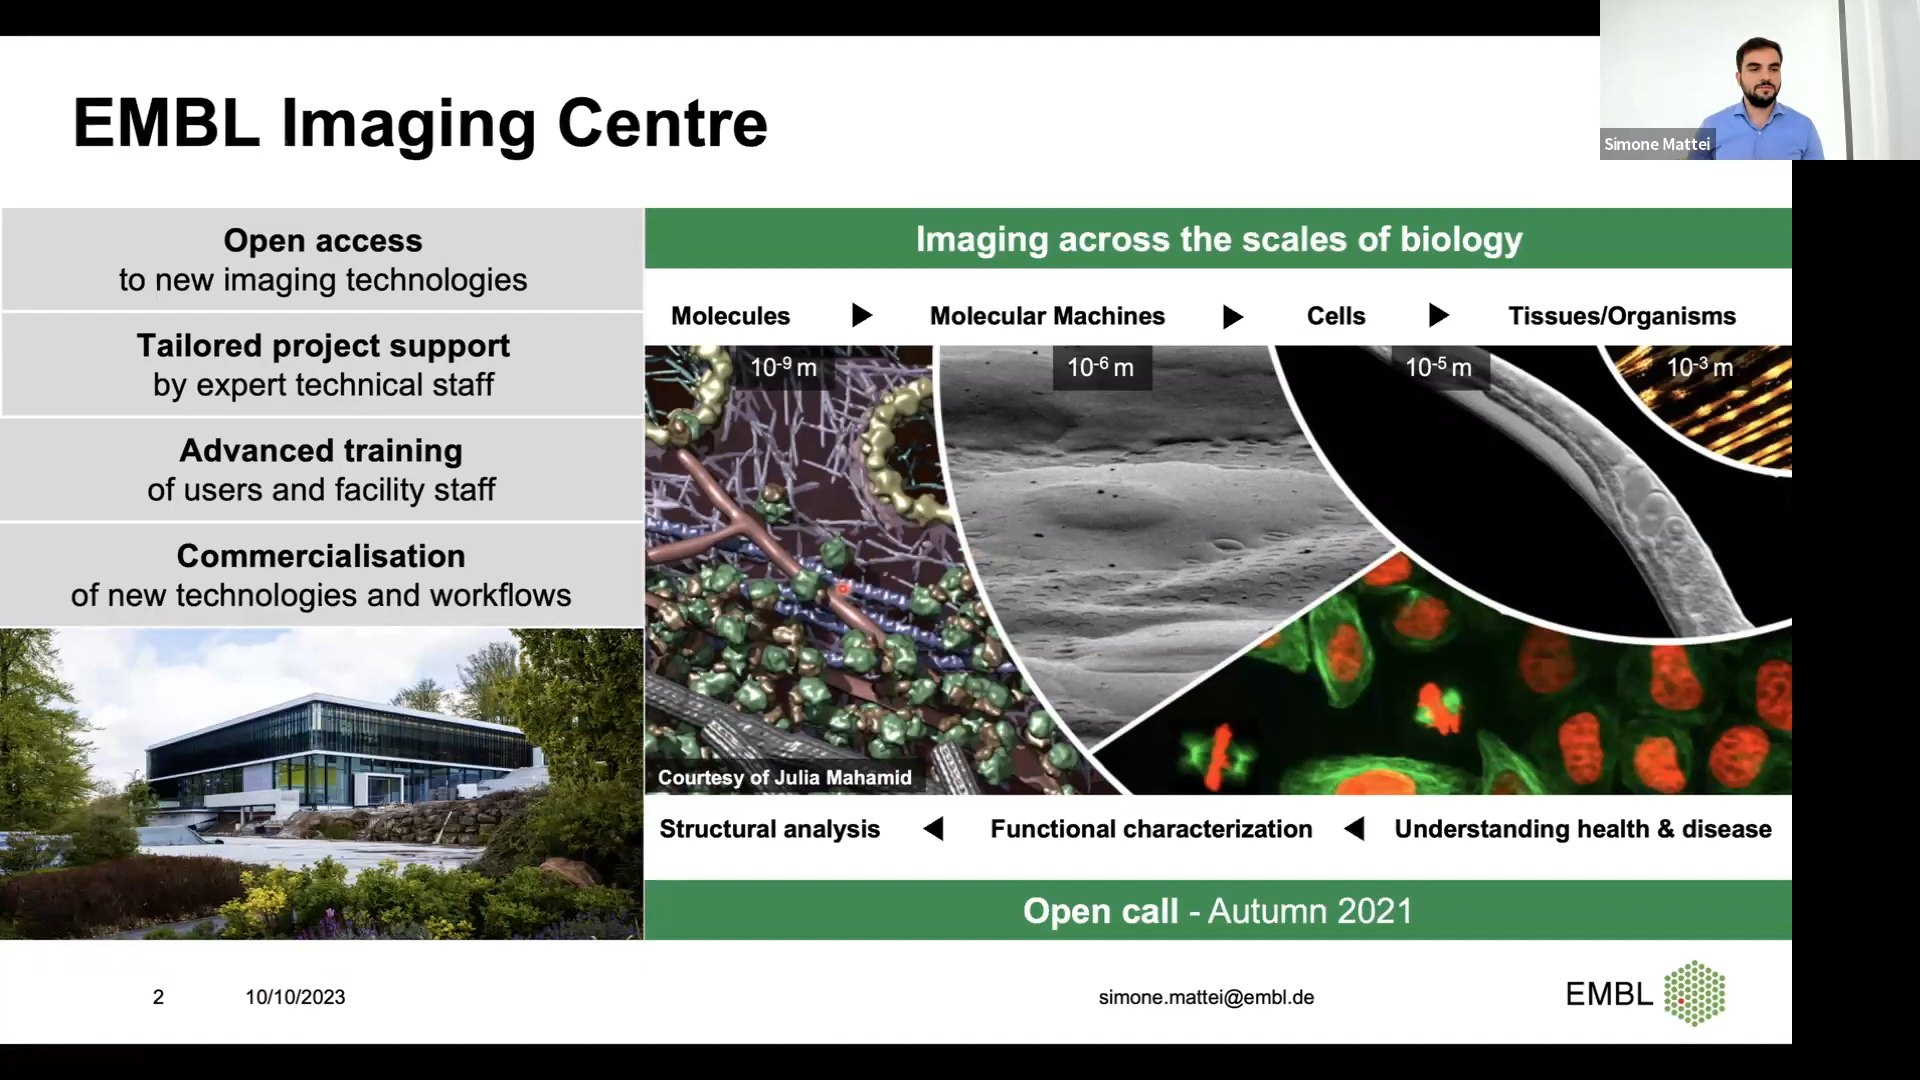 EMBL Imaging Centre
Simone Mattei
Open access
to new imaging technologies
Tailored project support
by expert technical staff
Advanced training
of users and facility staff
Commercialisation
of new technologies and workflows
Imaging across the scales of biology
Molecules ▶ Molecular Machines ▶ Cells ▶ Tissues/Organisms
10⁻⁹ m 10⁻⁶ m 10⁻⁵ m 10⁻³ m
Courtesy of Julia Mahamid
Structural analysis ◀ Functional characterization ◀ Understanding health & disease
Open call - Autumn 2021
2 10/10/2023 simone.mattei@embl.de EMBL